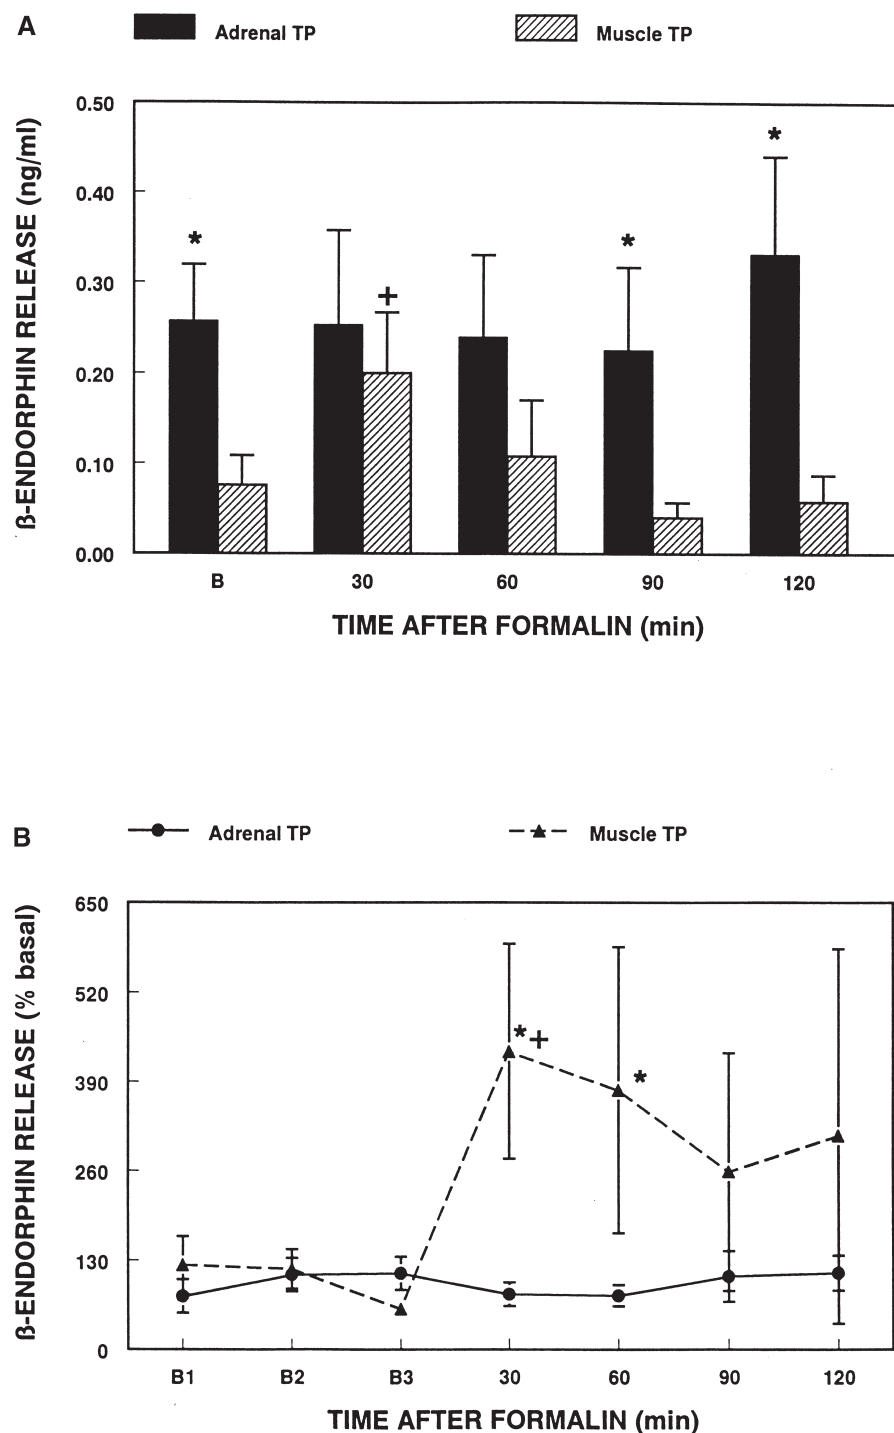 A
Adrenal TP
Muscle TP
ß-ENDORPHIN RELEASE (ng/ml)
0.50
0.40
0.30
0.20
0.10
0.00
*
+
*
*
B
30
60
90
120
TIME AFTER FORMALIN (min)
B
Adrenal TP
Muscle TP
ß-ENDORPHIN RELEASE (% basal)
650
520
390
260
130
0
*+
*
B1
B2
B3
30
60
90
120
TIME AFTER FORMALIN (min)